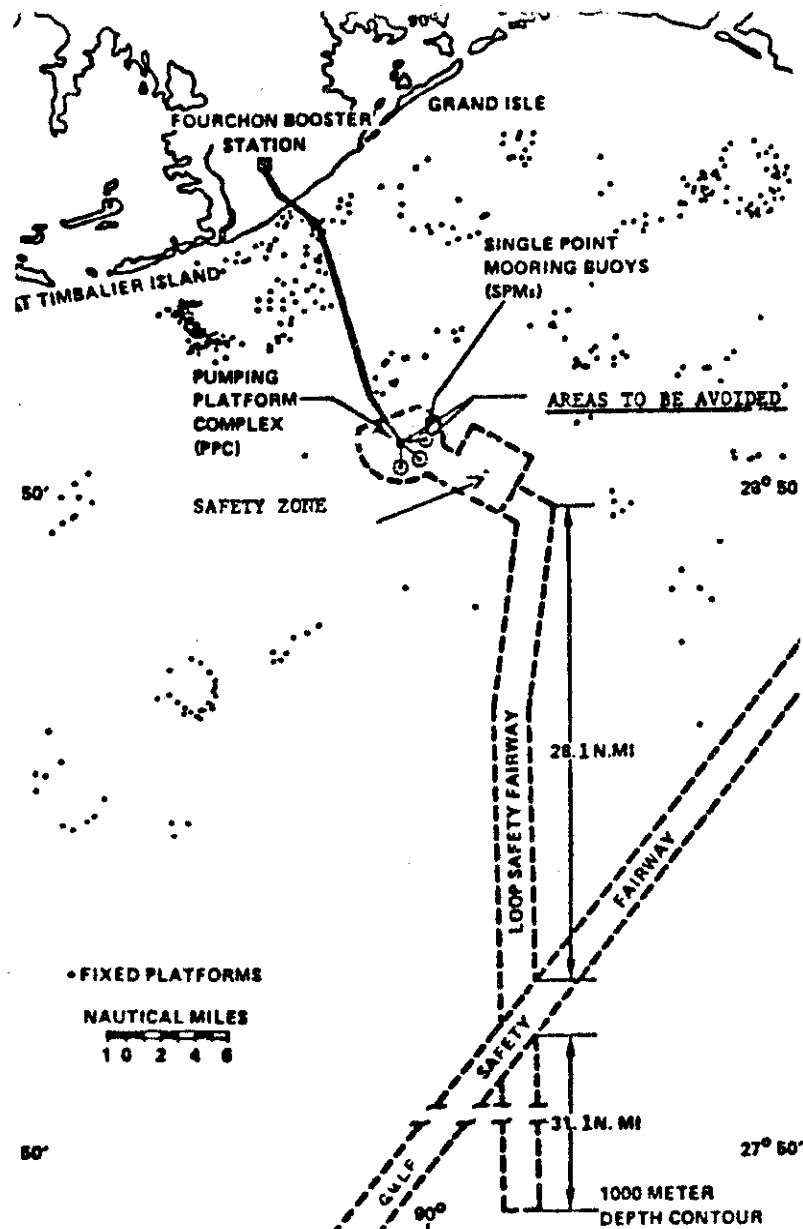 90°
GRAND ISLE
FOURCHON BOOSTER
STATION
SINGLE POINT
MOORING BUOYS
(SPMs)
TIMBALIER ISLAND
PUMPING
PLATFORM
COMPLEX
(PPC)
AREAS TO BE AVOIDED
50'
28° 50
SAFETY ZONE
28.1 N.MI
LOOP SAFETY FAIRWAY
FAIRWAY
• FIXED PLATFORMS
NAUTICAL MILES
1 0 2 4 6
SAFETY
31.1 N. MI
50'
27° 50'
GULF
90°
1000 METER
DEPTH CONTOUR